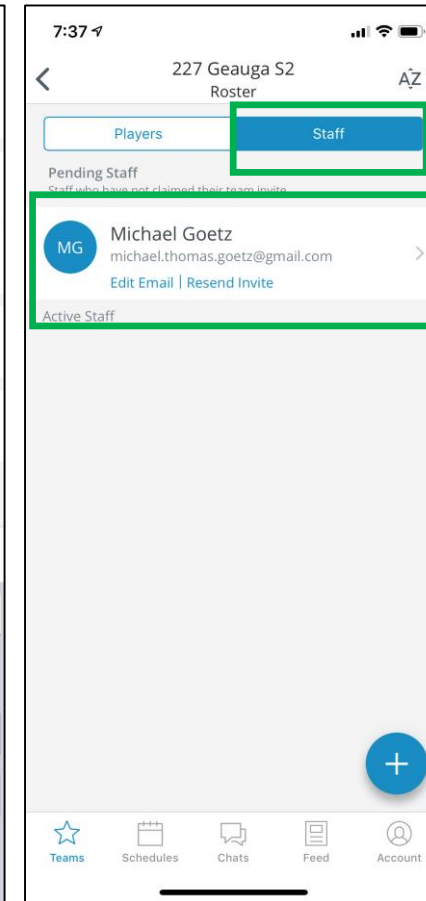 7:37
227 Geauga S2
Roster
AZ
Players
Staff
Pending Staff
Staff who have not claimed their team invite
MG
Michael Goetz
michael.thomas.goetz@gmail.com
Edit Email | Resend Invite
Active Staff
+
Teams
Schedules
Chats
Feed
Account